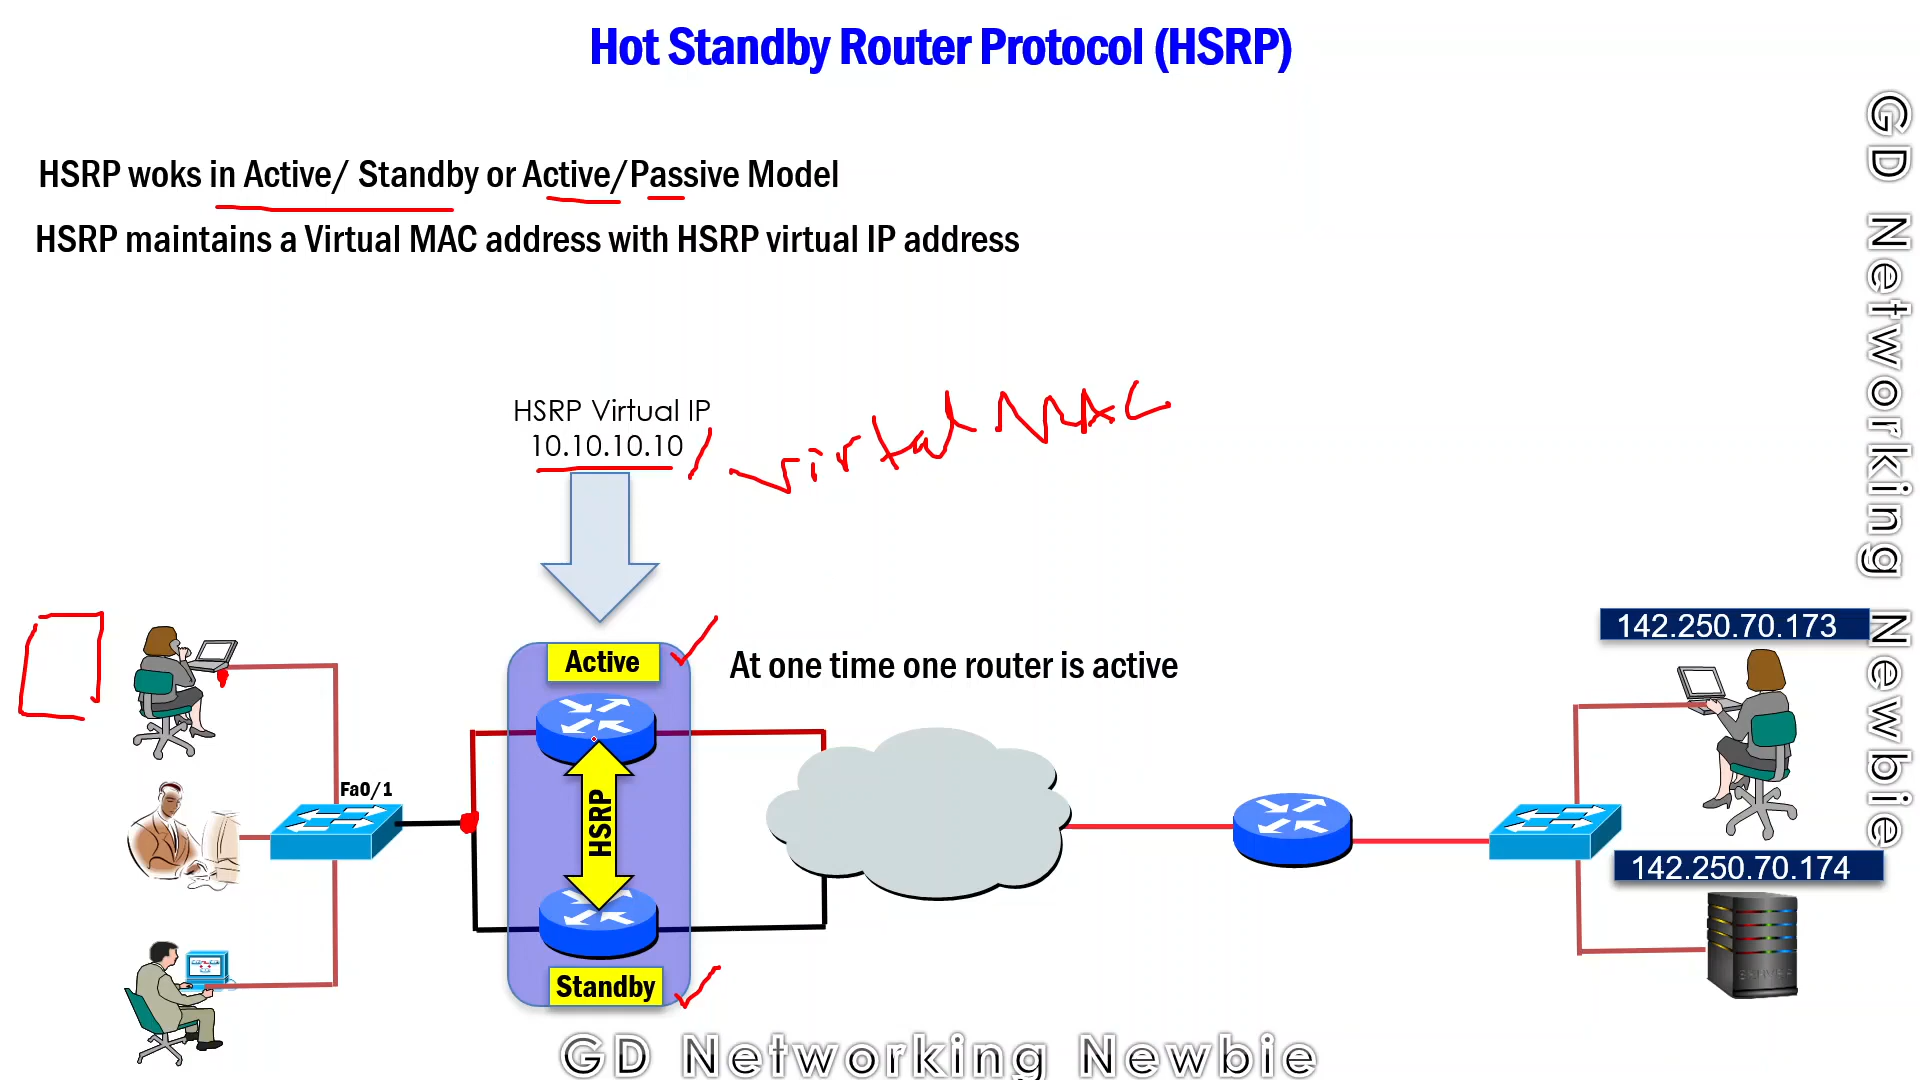 Hot Standby Router Protocol (HSRP)
HSRP woks in Active/ Standby or Active/Passive Model
HSRP maintains a Virtual MAC address with HSRP virtual IP address
HSRP Virtual IP
10.10.10.10
/ virtal MAC
Active
At one time one router is active
Fa0/1
HSRP
Standby
142.250.70.173
142.250.70.174
GD Networking Newbie
GD Networking Newbie